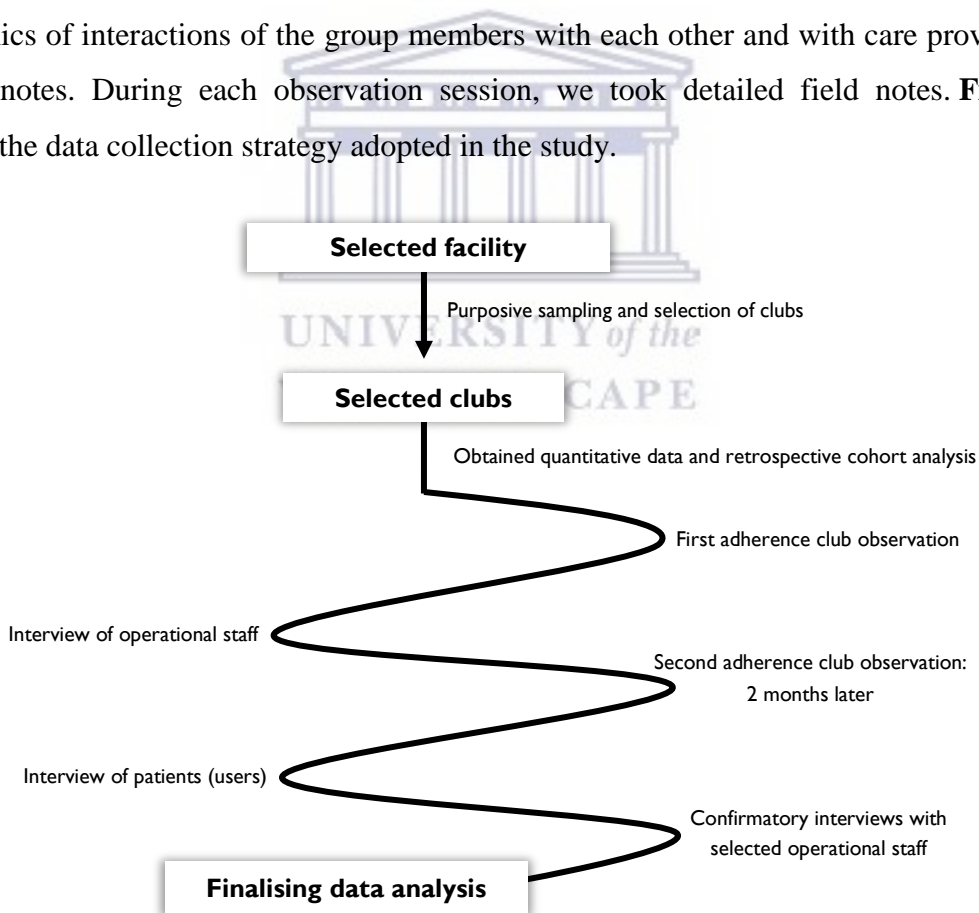 ics of interactions of the group members with each other and with care prov
notes. During each observation session, we took detailed field notes. F
the data collection strategy adopted in the study.
Selected facility
Purposive sampling and selection of clubs
UNIVERSITY of the
Selected clubs
CAPE
Obtained quantitative data and retrospective cohort analysis
First adherence club observation
Interview of operational staff
Second adherence club observation:
2 months later
Interview of patients (users)
Confirmatory interviews with
selected operational staff
Finalising data analysis